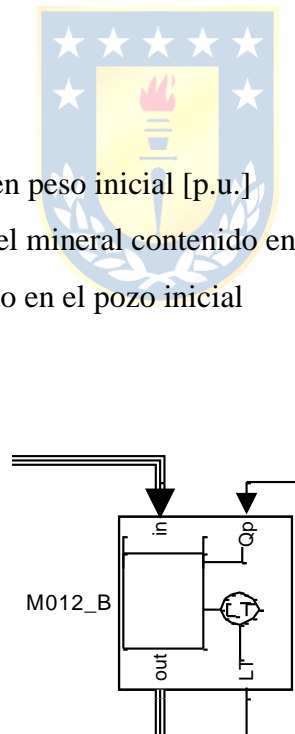 en peso inicial [p.u.]
el mineral contenido en
o en el pozo inicial
in
Qp
M012_B
LT
out
LT